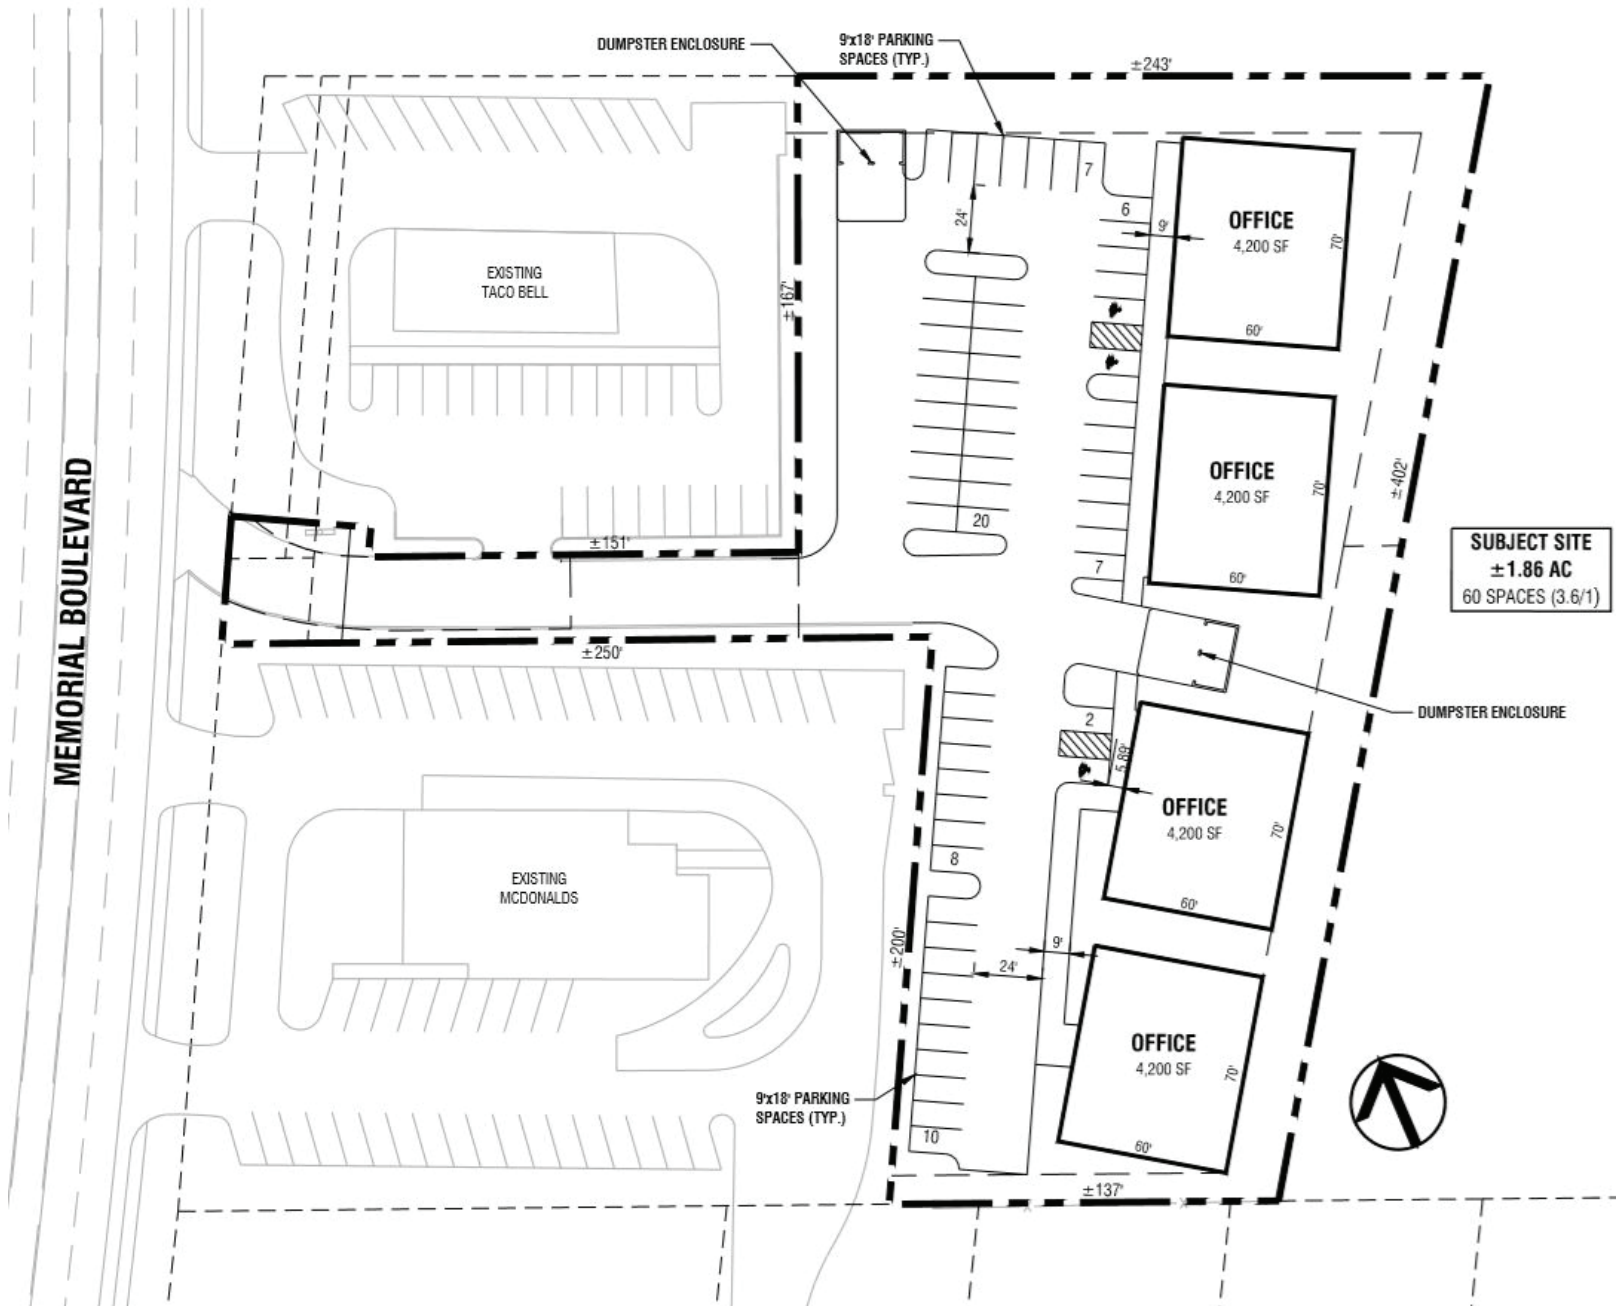 DUMPSTER ENCLOSURE
9'x18' PARKING
SPACES (TYP.)
±243'
7
6
24'
9'
OFFICE
4,200 SF
70'
60'
EXISTING
TACO BELL
±167'
OFFICE
4,200 SF
70'
60'
±402'
20
7
±151'
SUBJECT SITE
±1.86 AC
60 SPACES (3.6/1)
MEMORIAL BOULEVARD
±250'
DUMPSTER ENCLOSURE
2
5.89'
OFFICE
4,200 SF
70'
60'
8
EXISTING
MCDONALDS
±200'
24'
9'
OFFICE
4,200 SF
70'
60'
9'x18' PARKING
SPACES (TYP.)
10
±137'